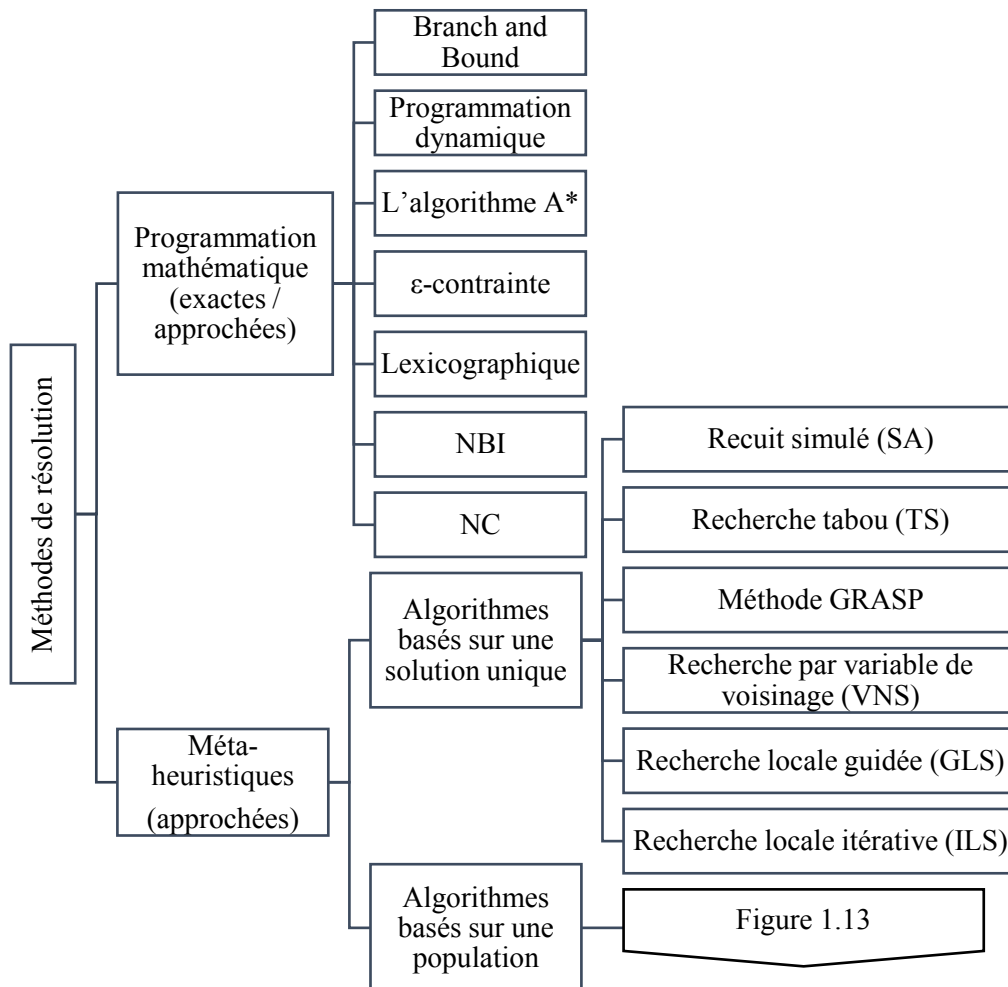 Méthodes de résolution
Programmation
mathématique
(exactes /
approchées)
Branch and
Bound
Programmation
dynamique
L’algorithme A*
ε-contrainte
Lexicographique
NBI
NC
Méta-
heuristiques
(approchées)
Algorithmes
basés sur une
solution unique
Recuit simulé (SA)
Recherche tabou (TS)
Méthode GRASP
Recherche par variable de
voisinage (VNS)
Recherche locale guidée (GLS)
Recherche locale itérative (ILS)
Algorithmes
basés sur une
population
Figure 1.13